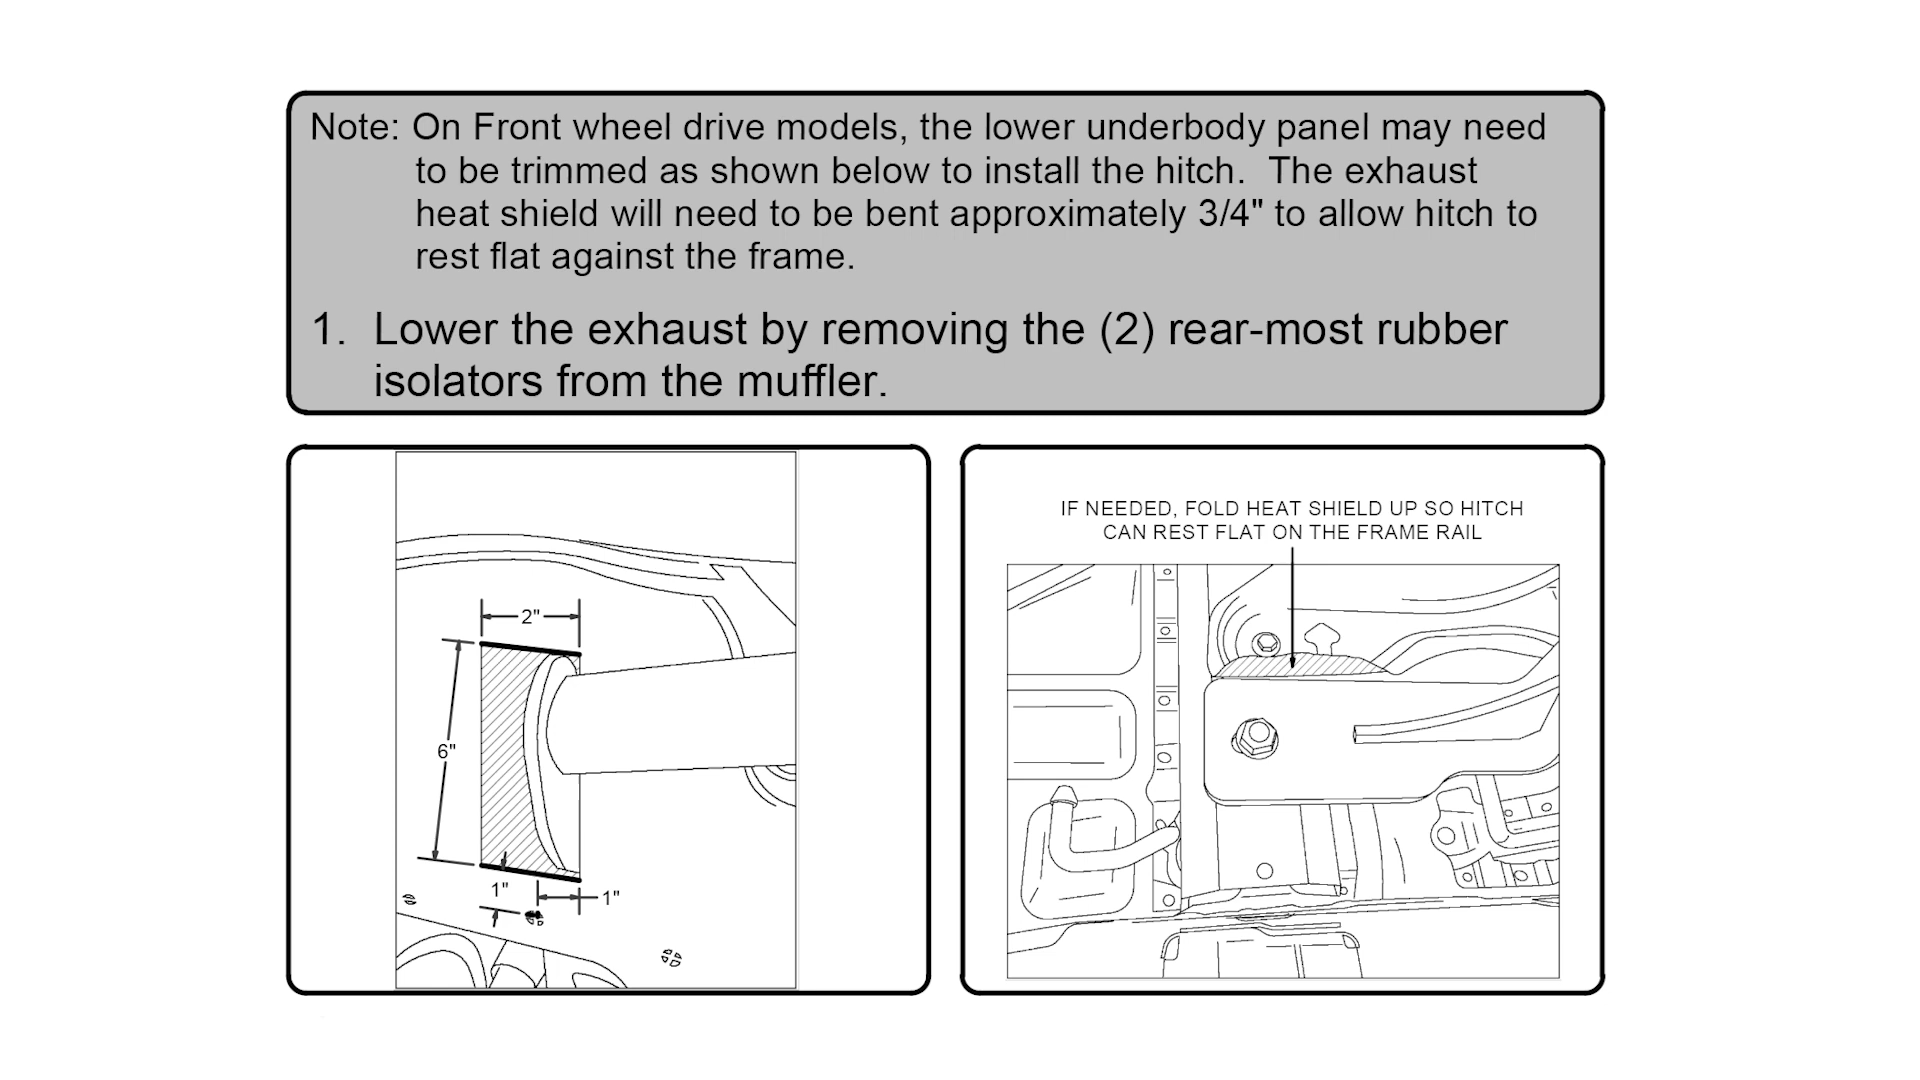 Note: On Front wheel drive models, the lower underbody panel may need
to be trimmed as shown below to install the hitch. The exhaust
heat shield will need to be bent approximately 3/4" to allow hitch to
rest flat against the frame.
1. Lower the exhaust by removing the (2) rear-most rubber
isolators from the muffler.
2"
6"
1"
1"
IF NEEDED, FOLD HEAT SHIELD UP SO HITCH
CAN REST FLAT ON THE FRAME RAIL